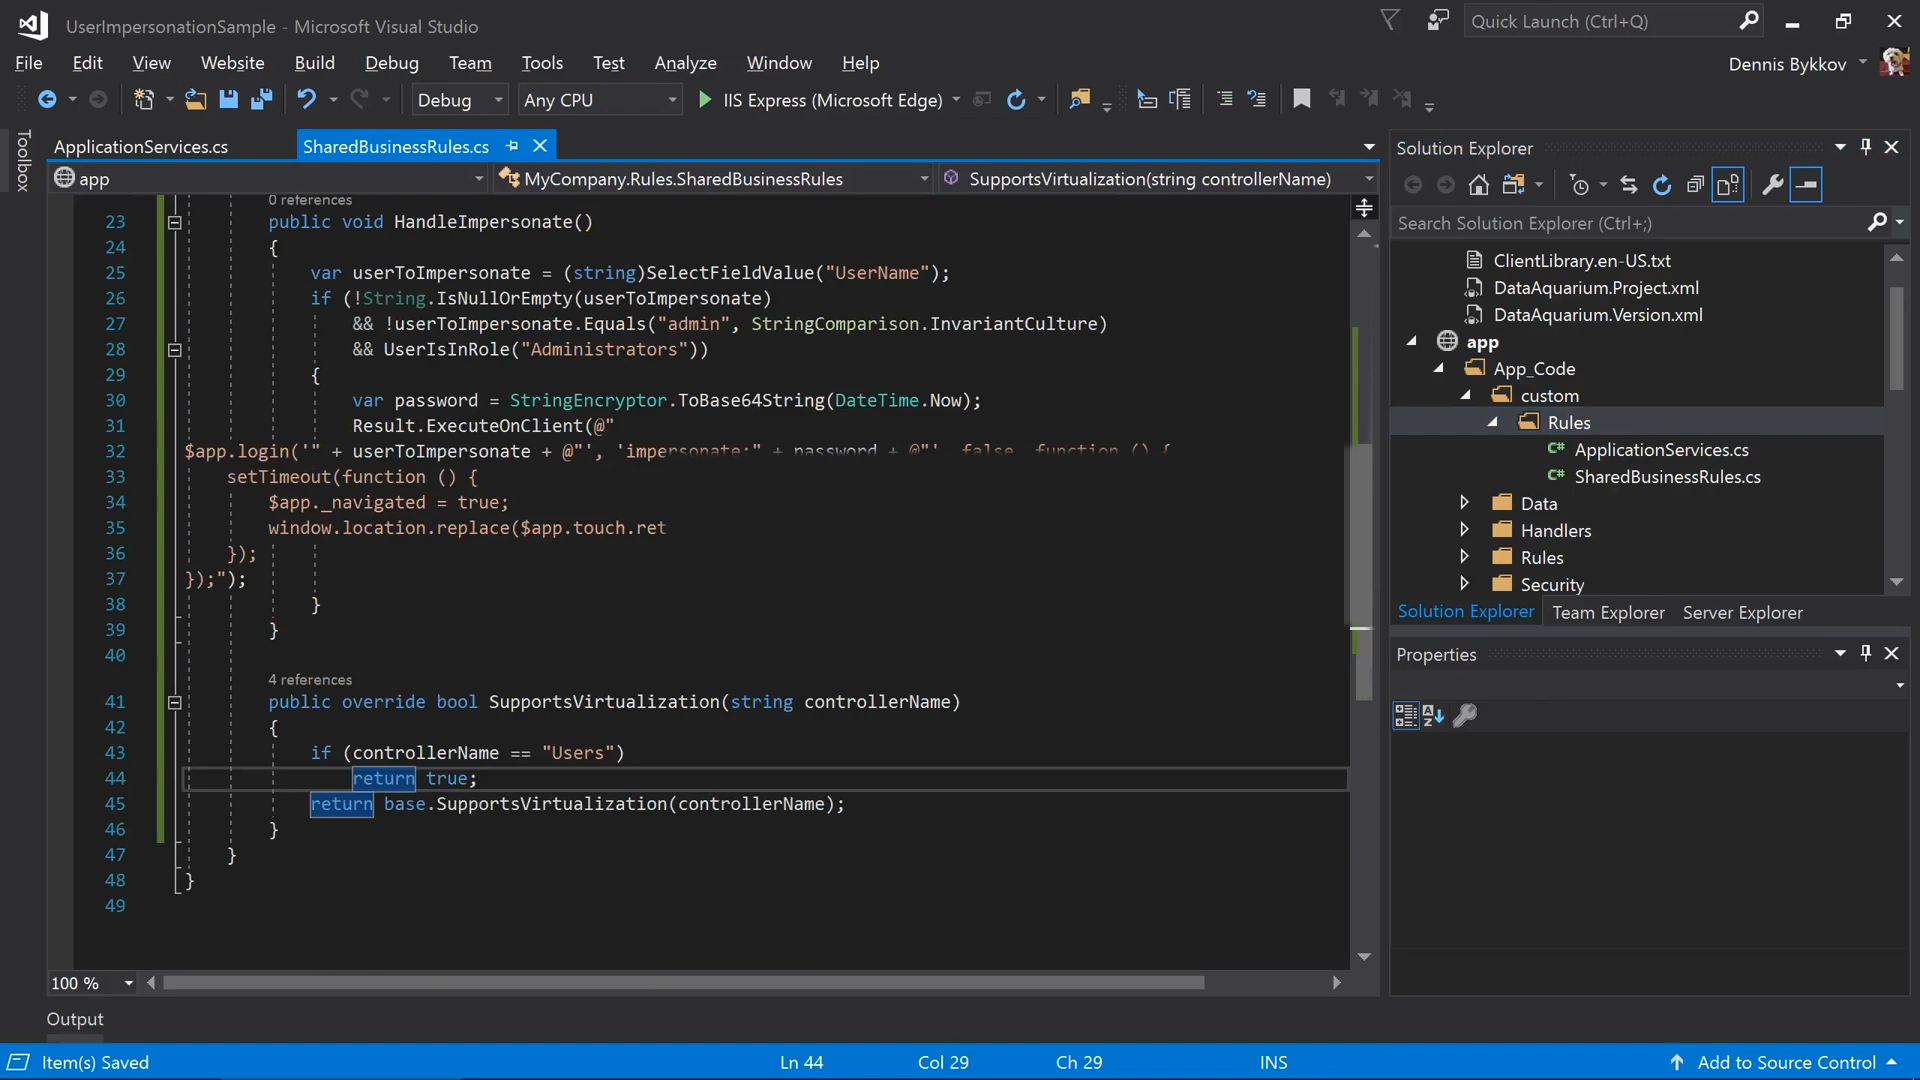 UserImpersonationSample - Microsoft Visual Studio
Quick Launch (Ctrl+Q)
File Edit View Website Build Debug Team Tools Test Analyze Window Help
Dennis Bykkov
Debug Any CPU IIS Express (Microsoft Edge)
Toolbox
ApplicationServices.cs SharedBusinessRules.cs
app MyCompany.Rules.SharedBusinessRules SupportsVirtualization(string controllerName)
0 references
23 public void HandleImpersonate()
24 {
25 var userToImpersonate = (string)SelectFieldValue("UserName");
26 if (!String.IsNullOrEmpty(userToImpersonate)
27 && !userToImpersonate.Equals("admin", StringComparison.InvariantCulture)
28 && UserIsInRole("Administrators"))
29 {
30 var password = StringEncryptor.ToBase64String(DateTime.Now);
31 Result.ExecuteOnClient(@"
32 $app.login('" + userToImpersonate + @"', 'impersonate:" + password + @"', false, function () {
33 setTimeout(function () {
34 $app._navigated = true;
35 window.location.replace($app.touch.ret
36 });
37 });");
38 }
39 }
40
4 references
41 public override bool SupportsVirtualization(string controllerName)
42 {
43 if (controllerName == "Users")
44 return true;
45 return base.SupportsVirtualization(controllerName);
46 }
47 }
48 }
49
100 %
Output
Item(s) Saved Ln 44 Col 29 Ch 29 INS Add to Source Control
Solution Explorer
Search Solution Explorer (Ctrl+;)
ClientLibrary.en-US.txt
DataAquarium.Project.xml
DataAquarium.Version.xml
app
App_Code
custom
Rules
ApplicationServices.cs
SharedBusinessRules.cs
Data
Handlers
Rules
Security
Solution Explorer Team Explorer Server Explorer
Properties